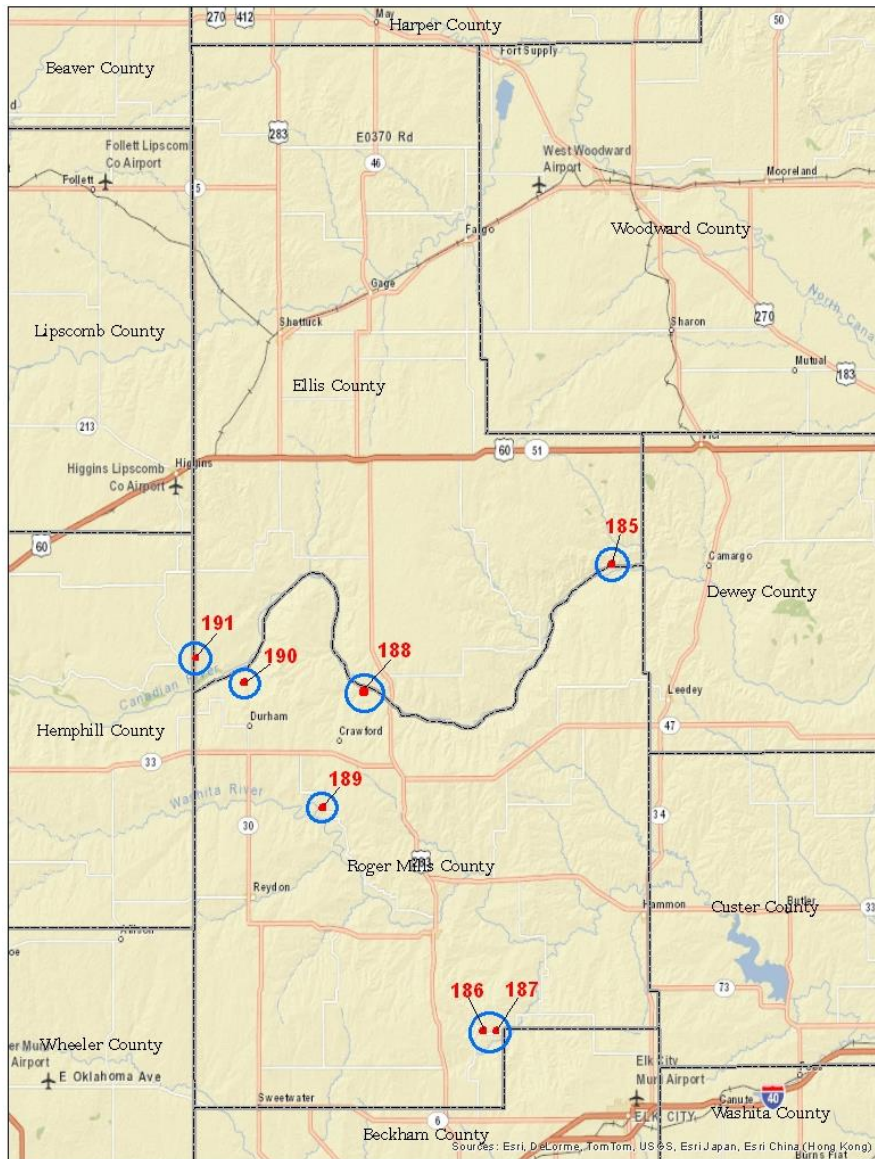 270 412
May
Harper County
50
Fort Supply
Beaver County
283
E0370 Rd
Follett Lipscomb
Co Airport
46
West Woodward
Airport
Mooreland
Follett
15
Fargo
Woodward County
Gage
North Cana
Lipscomb County
Shattuck
Sharon
270
Ellis County
Mutual
183
213
Vici
60 51
Higgins Lipscomb
Co Airport
Higgins
60
185
Camargo
Dewey County
191
190
188
Canadian River
Leedey
Hemphill County
Durham
Crawford
47
33
189
Washita River
30
34
Roger Mills County
283
Reydon
Hammon
Custer County
Butler
33
Allison
73
186 187
Wheeler County
Airport
E Oklahoma Ave
Elk City
Muni Airport
Sweetwater
Canute
40
6
ELK CITY
Washita County
Beckham County
Sources: Esri, DeLorme, TomTom, USGS, Esri Japan, Esri China (Hong Kong)
Burns Flat